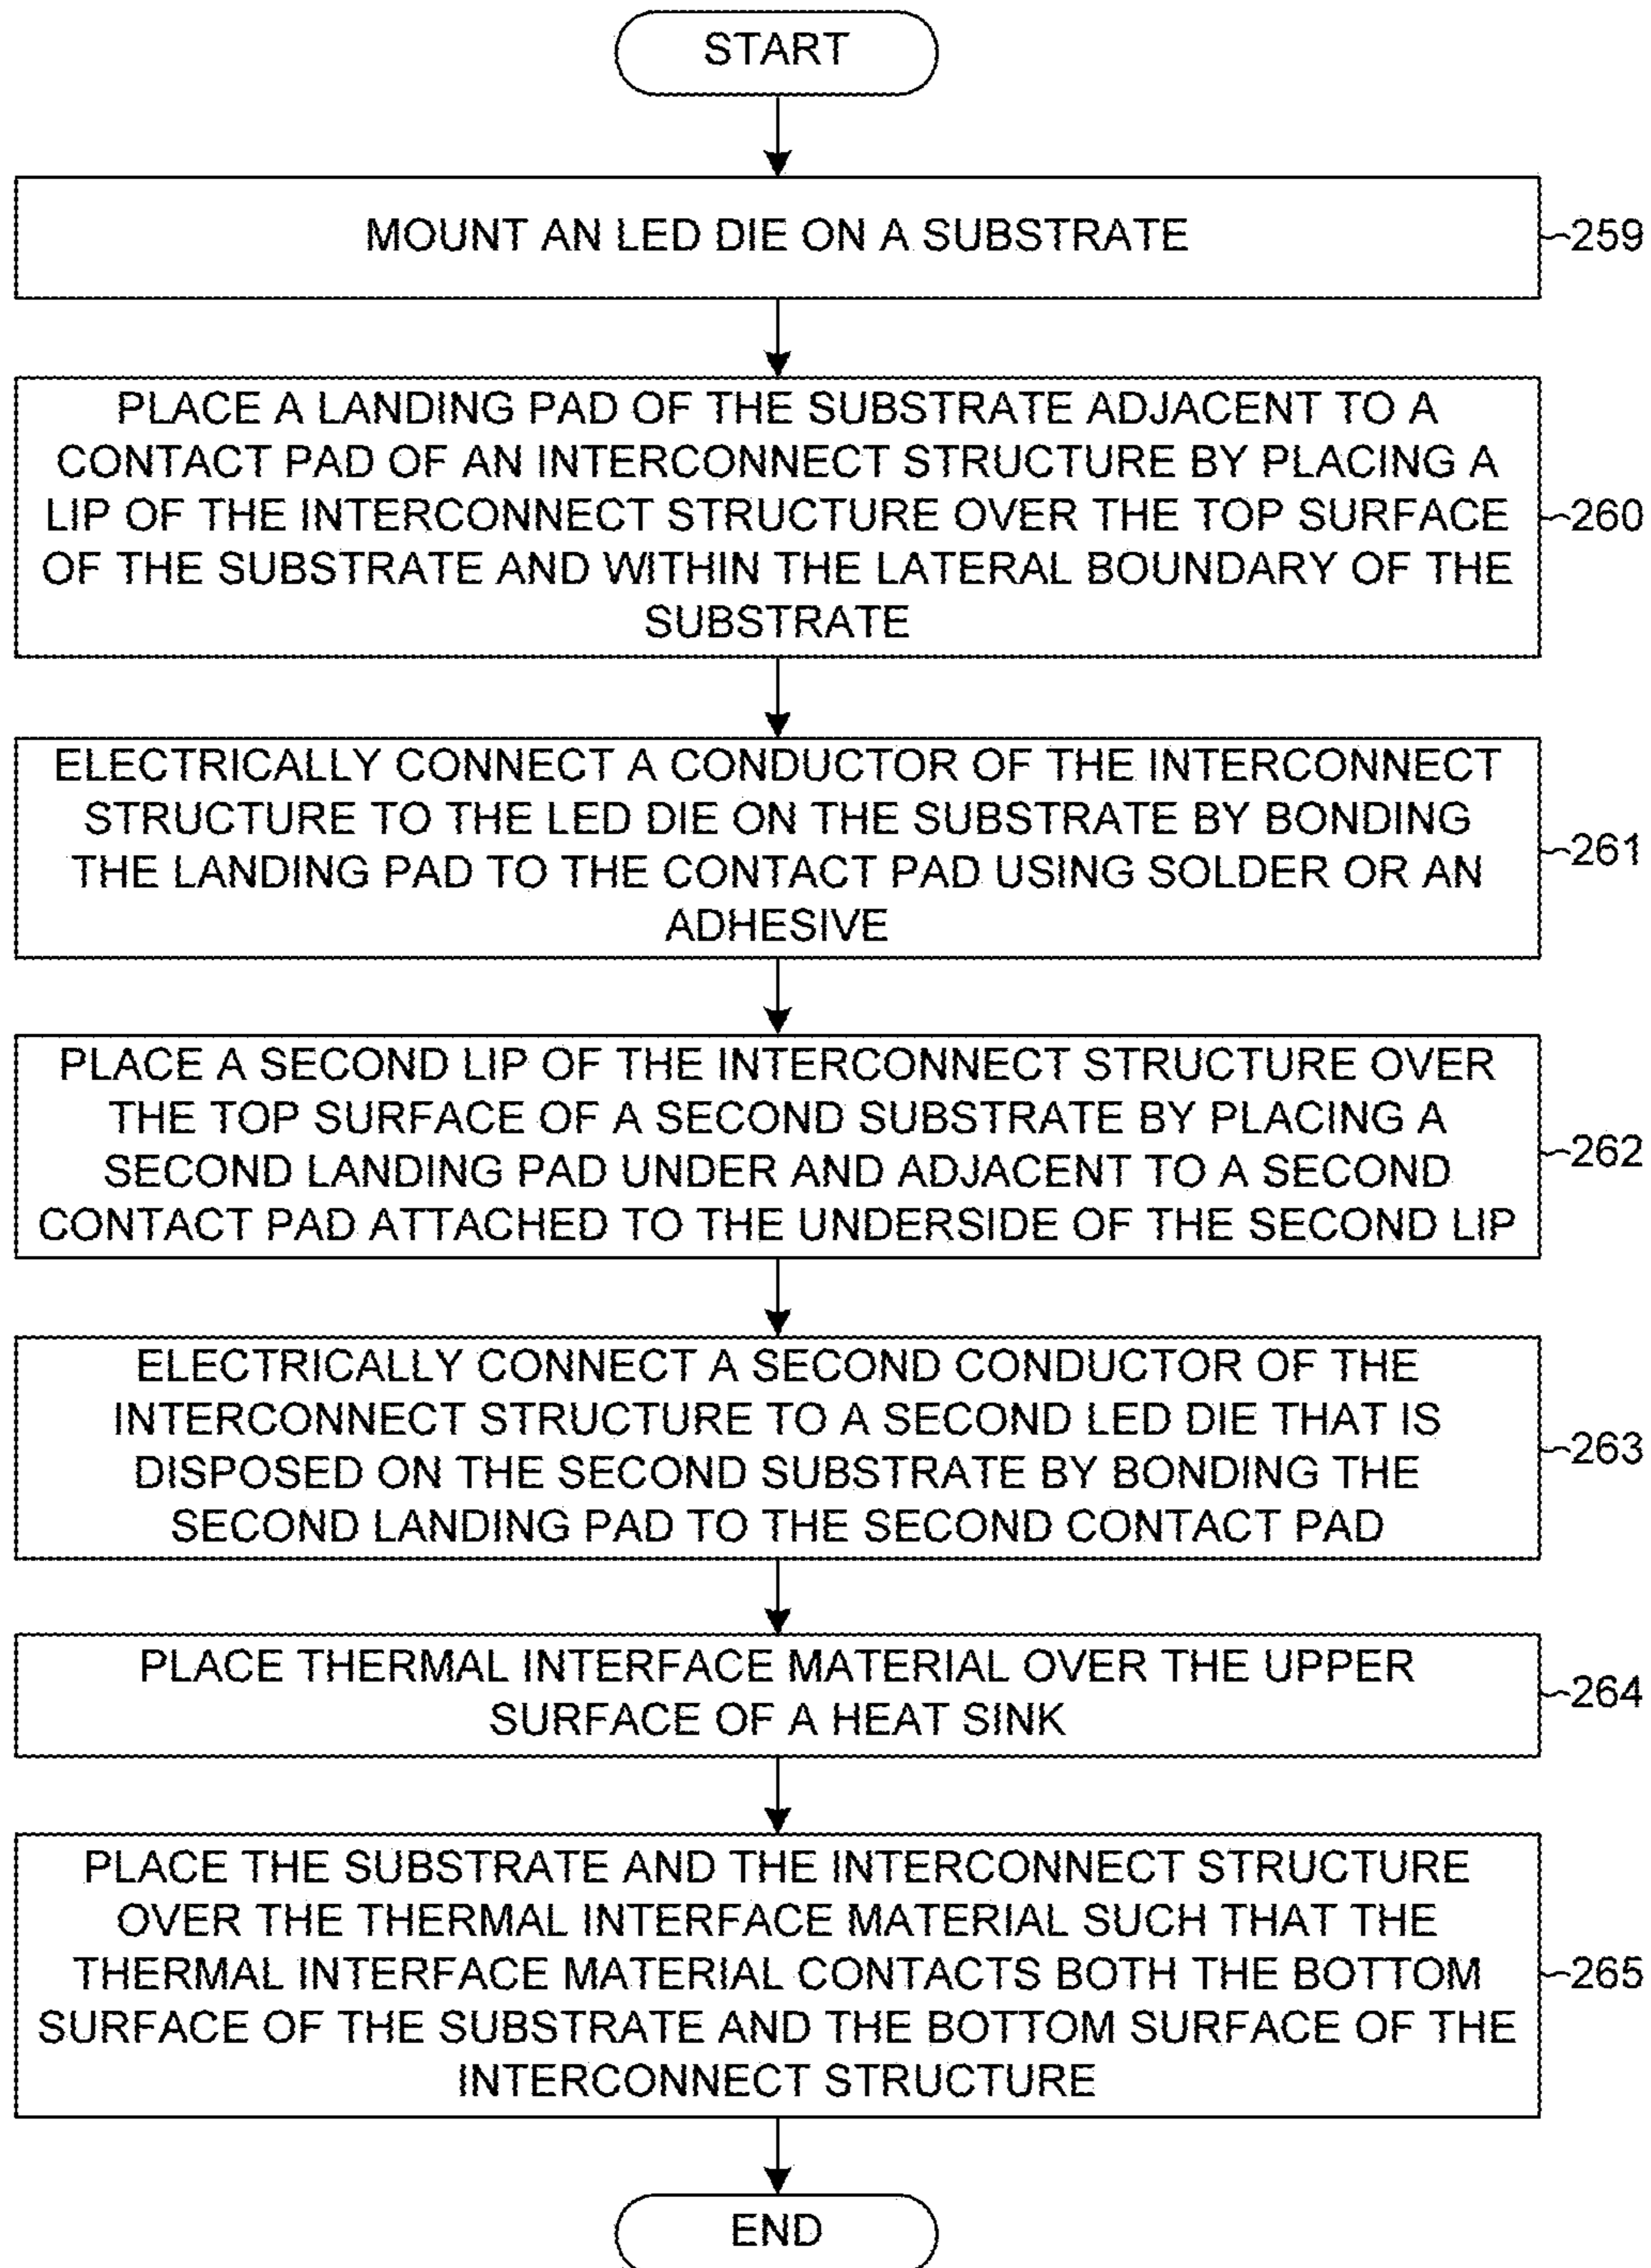 START
MOUNT AN LED DIE ON A SUBSTRATE
259
PLACE A LANDING PAD OF THE SUBSTRATE ADJACENT TO A
CONTACT PAD OF AN INTERCONNECT STRUCTURE BY PLACING A
LIP OF THE INTERCONNECT STRUCTURE OVER THE TOP SURFACE
OF THE SUBSTRATE AND WITHIN THE LATERAL BOUNDARY OF THE
SUBSTRATE
260
ELECTRICALLY CONNECT A CONDUCTOR OF THE INTERCONNECT
STRUCTURE TO THE LED DIE ON THE SUBSTRATE BY BONDING
THE LANDING PAD TO THE CONTACT PAD USING SOLDER OR AN
ADHESIVE
261
PLACE A SECOND LIP OF THE INTERCONNECT STRUCTURE OVER
THE TOP SURFACE OF A SECOND SUBSTRATE BY PLACING A
SECOND LANDING PAD UNDER AND ADJACENT TO A SECOND
CONTACT PAD ATTACHED TO THE UNDERSIDE OF THE SECOND LIP
262
ELECTRICALLY CONNECT A SECOND CONDUCTOR OF THE
INTERCONNECT STRUCTURE TO A SECOND LED DIE THAT IS
DISPOSED ON THE SECOND SUBSTRATE BY BONDING THE
SECOND LANDING PAD TO THE SECOND CONTACT PAD
263
PLACE THERMAL INTERFACE MATERIAL OVER THE UPPER
SURFACE OF A HEAT SINK
264
PLACE THE SUBSTRATE AND THE INTERCONNECT STRUCTURE
OVER THE THERMAL INTERFACE MATERIAL SUCH THAT THE
THERMAL INTERFACE MATERIAL CONTACTS BOTH THE BOTTOM
SURFACE OF THE SUBSTRATE AND THE BOTTOM SURFACE OF THE
INTERCONNECT STRUCTURE
265
END